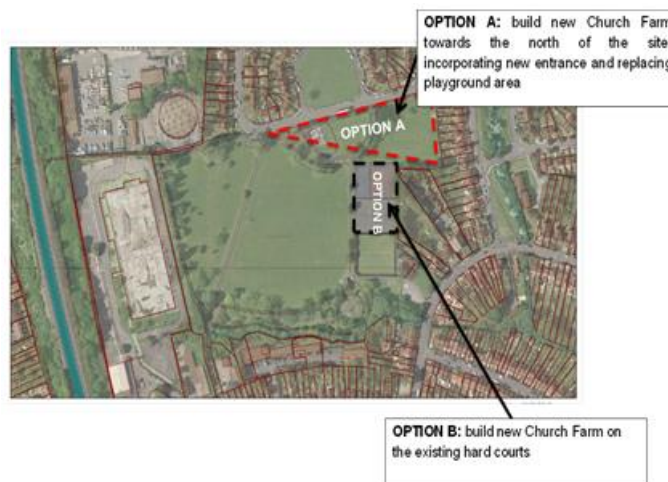 OPTION A: build new Church Farm
towards the north of the site
incorporating new entrance and replacing
playground area
OPTION A
OPTION B
OPTION B: build new Church Farm on
the existing hard courts